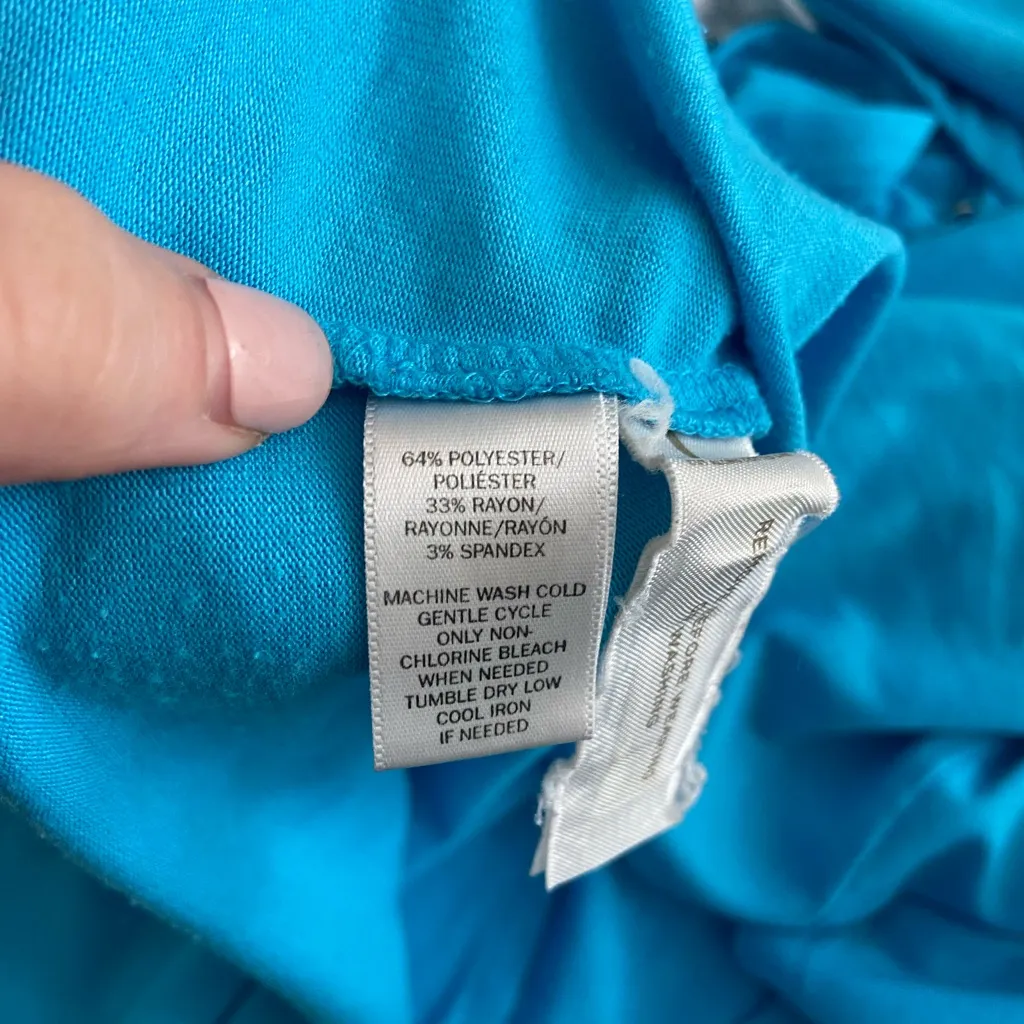 64% POLYESTER/
POLIÉSTER
33% RAYON/
RAYONNE/RAYÓN
3% SPANDEX
MACHINE WASH COLD
GENTLE CYCLE
ONLY NON-
CHLORINE BLEACH
WHEN NEEDED
TUMBLE DRY LOW
COOL IRON
IF NEEDED
WASHING